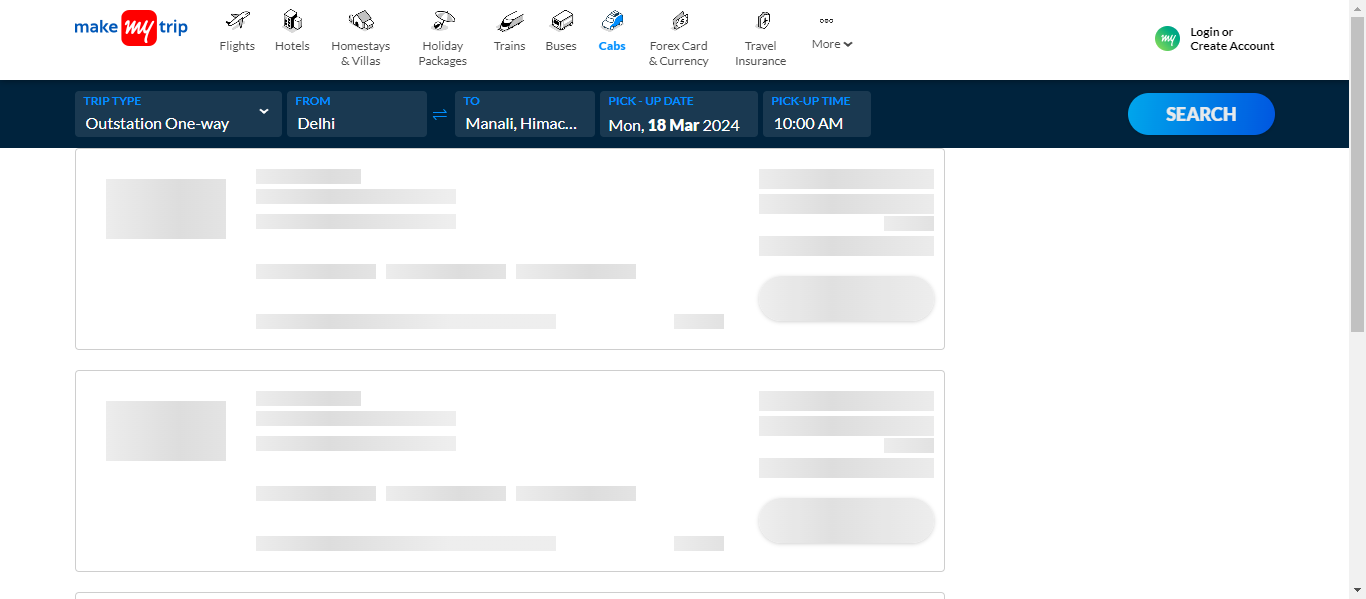 make my trip
Flights
Hotels
Homestays
& Villas
Holiday
Packages
Trains
Buses
Cabs
Forex Card
& Currency
Travel
Insurance
More
my
Login or
Create Account
TRIP TYPE
Outstation One-way
FROM
Delhi
TO
Manali, Himac...
PICK - UP DATE
Mon, 18 Mar 2024
PICK-UP TIME
10:00 AM
SEARCH